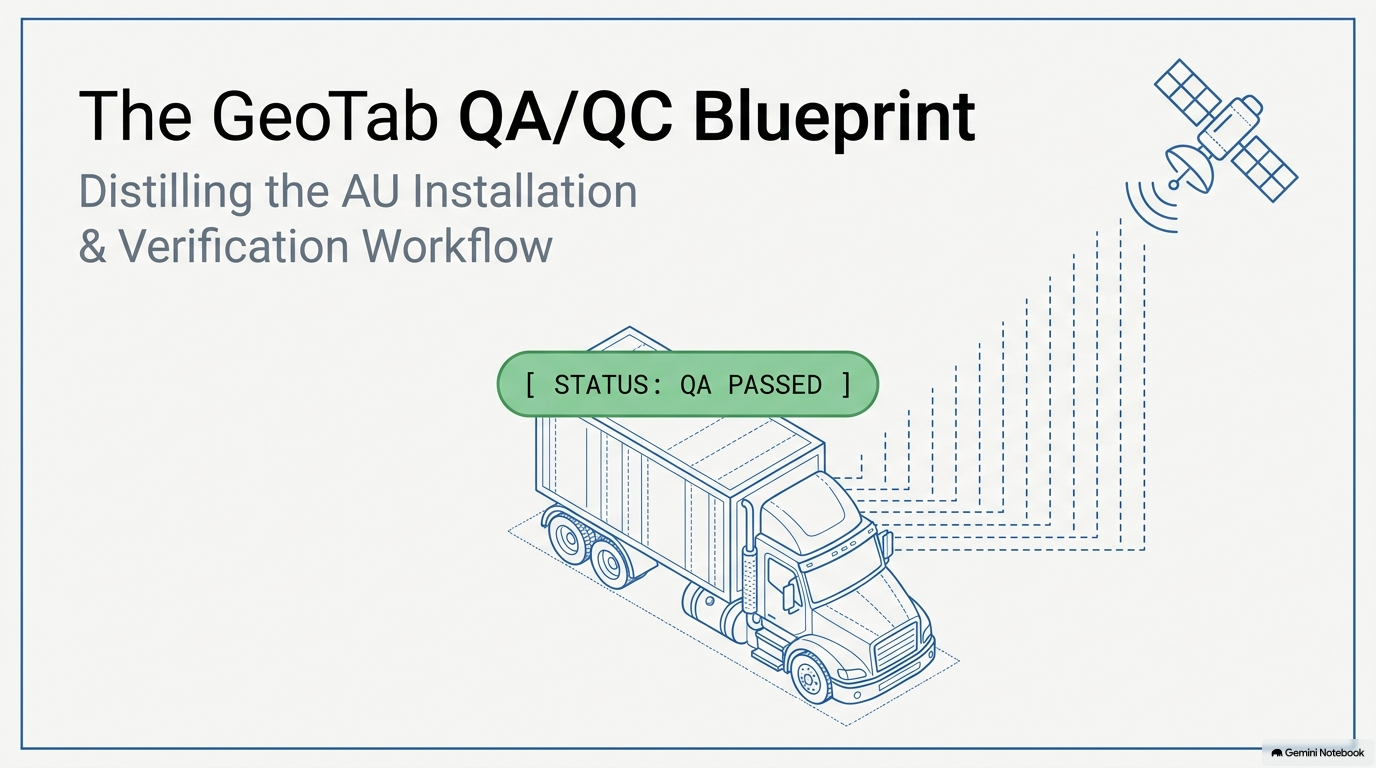 The GeoTab QA/QC Blueprint
Distilling the AU Installation
& Verification Workflow
[ STATUS: QA PASSED ]
Gemini Notebook